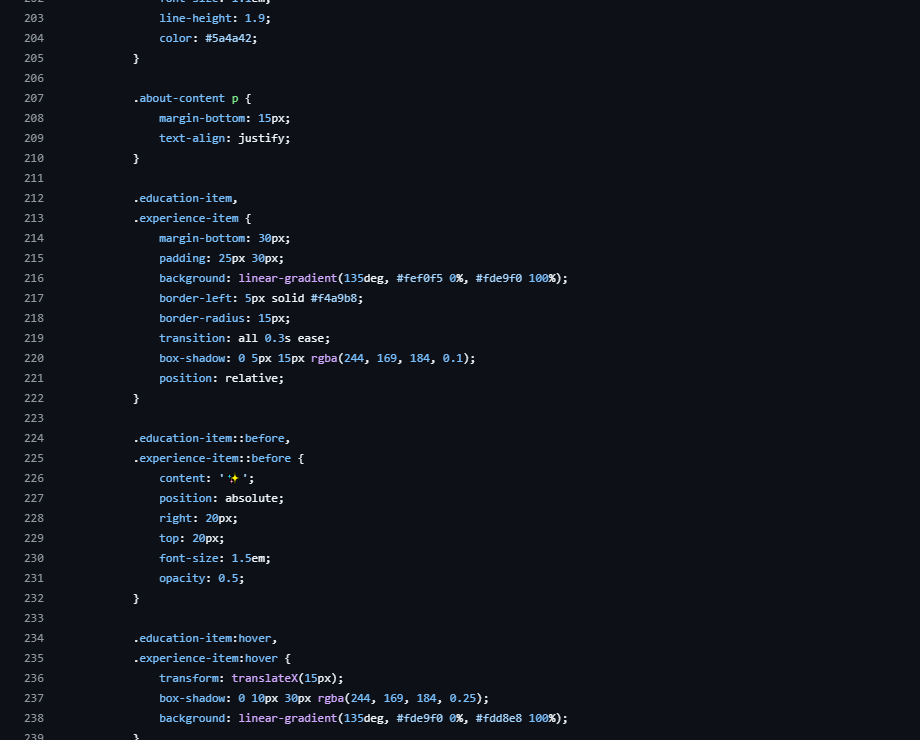 202 font-size: 1.1em;
203 line-height: 1.9;
204 color: #5a4a42;
205 }
206
207 .about-content p {
208 margin-bottom: 15px;
209 text-align: justify;
210 }
211
212 .education-item,
213 .experience-item {
214 margin-bottom: 30px;
215 padding: 25px 30px;
216 background: linear-gradient(135deg, #fef0f5 0%, #fde9f0 100%);
217 border-left: 5px solid #f4a9b8;
218 border-radius: 15px;
219 transition: all 0.3s ease;
220 box-shadow: 0 5px 15px rgba(244, 169, 184, 0.1);
221 position: relative;
222 }
223
224 .education-item::before,
225 .experience-item::before {
226 content: '✨';
227 position: absolute;
228 right: 20px;
229 top: 20px;
230 font-size: 1.5em;
231 opacity: 0.5;
232 }
233
234 .education-item:hover,
235 .experience-item:hover {
236 transform: translateX(15px);
237 box-shadow: 0 10px 30px rgba(244, 169, 184, 0.25);
238 background: linear-gradient(135deg, #fde9f0 0%, #fdd8e8 100%);
239 }